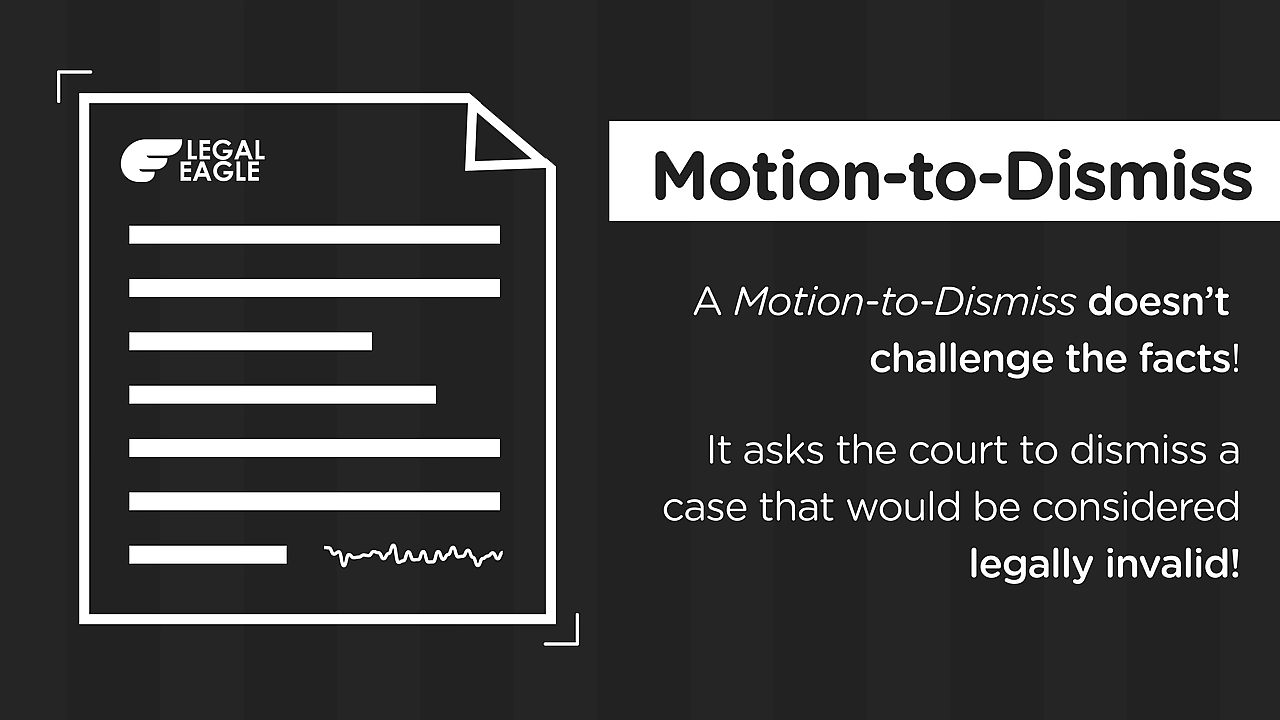 LEGAL
EAGLE
Motion-to-Dismiss
A Motion-to-Dismiss doesn’t
challenge the facts!
It asks the court to dismiss a
case that would be considered
legally invalid!